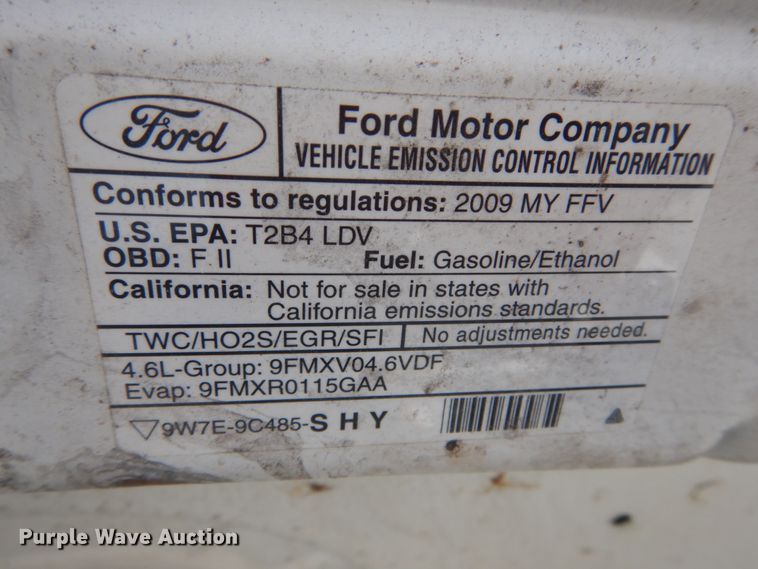 Ford
Ford Motor Company
VEHICLE EMISSION CONTROL INFORMATION
Conforms to regulations: 2009 MY FFV
U.S. EPA: T2B4 LDV
OBD: F II Fuel: Gasoline/Ethanol
California: Not for sale in states with
California emissions standards.
TWC/HO2S/EGR/SFI No adjustments needed.
4.6L-Group: 9FMXV04.6VDF
Evap: 9FMXR0115GAA
9W7E-9C485-SHY
Purple Wave Auction